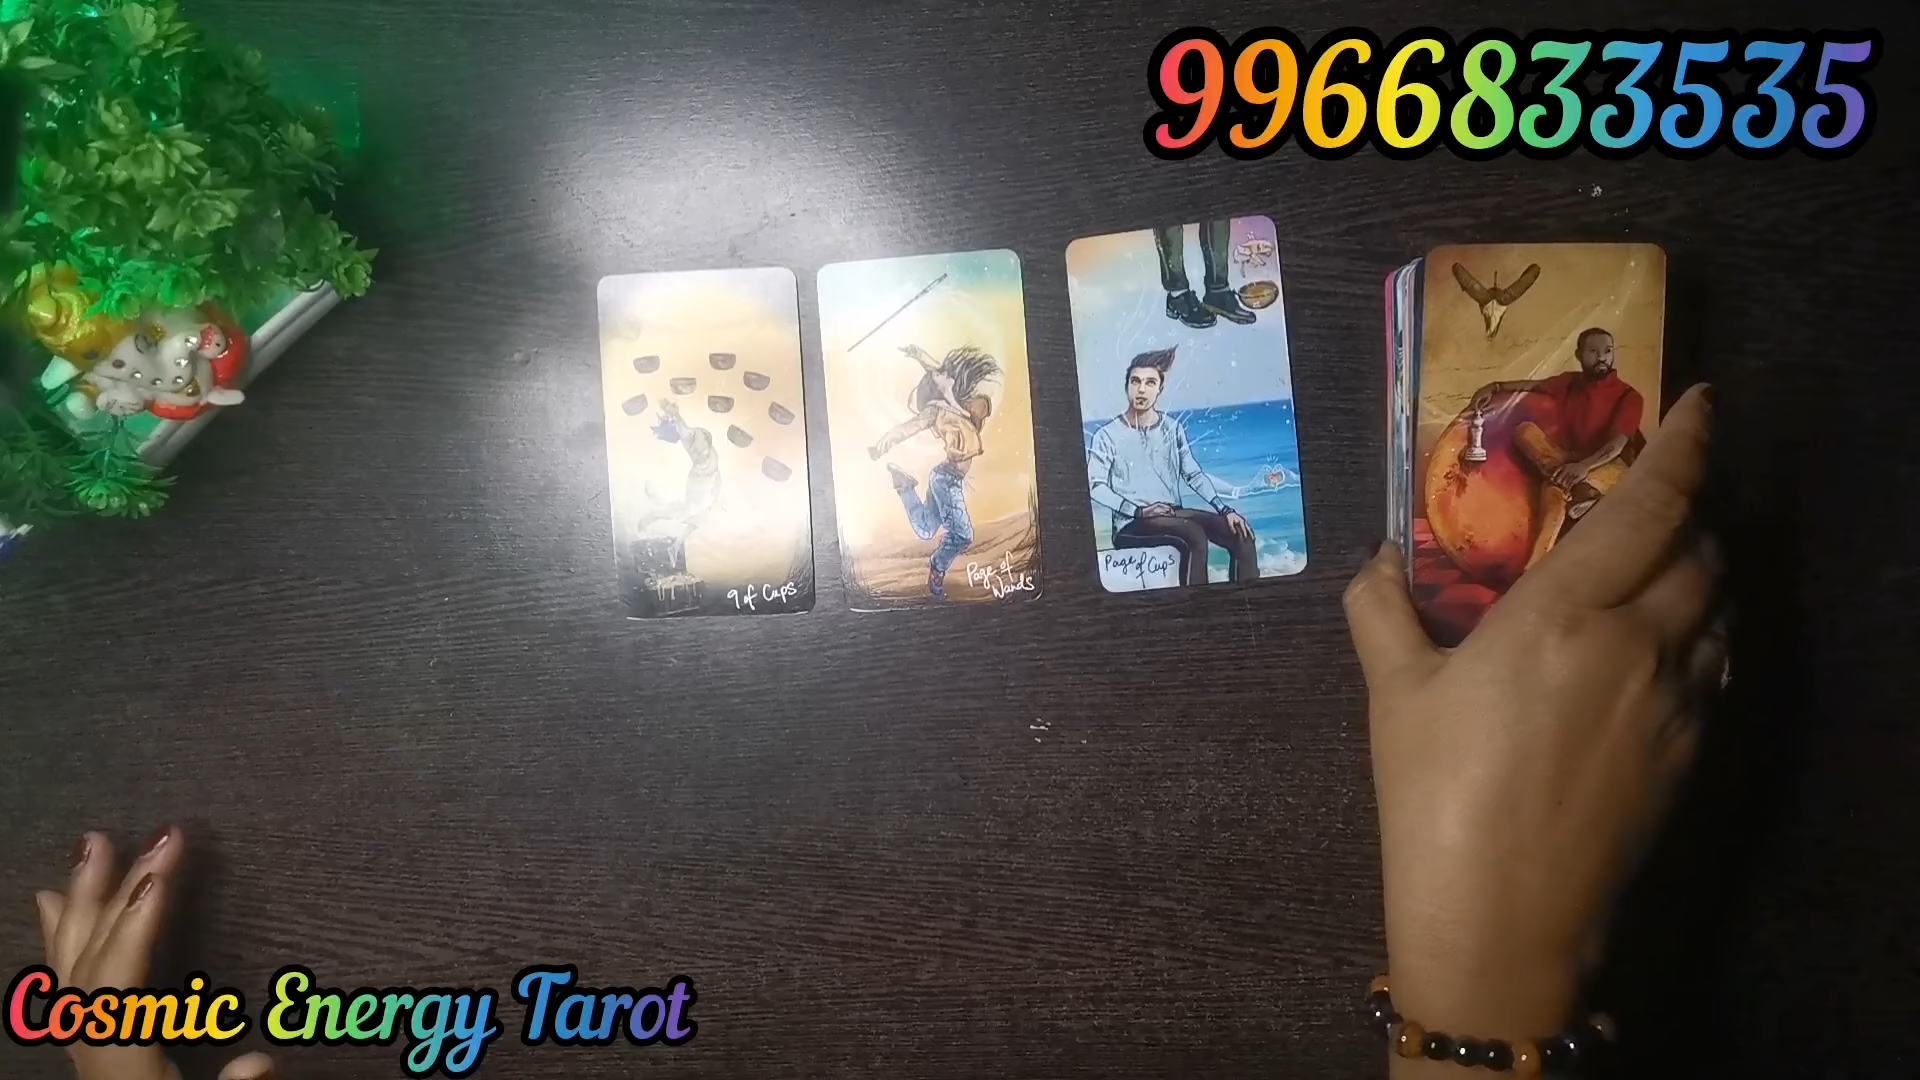 9966833535
9 of Cups
Page of
Wands
Page of Cups
Cosmic Energy Tarot